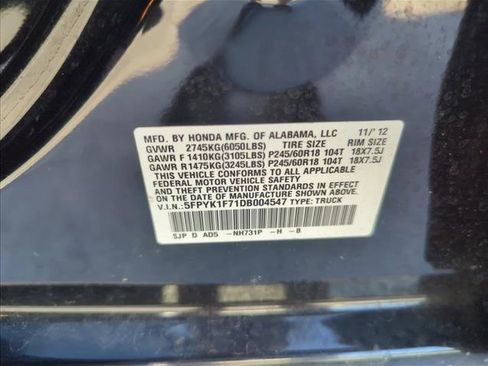 MFD. BY HONDA MFG. OF ALABAMA, LLC 11/'12
GVWR 2745KG(6050LBS) TIRE SIZE RIM SIZE
GAWR F 1410KG(3105LBS) P245/60R18 104T 18X7.5J
GAWR R 1475KG(3245LBS) P245/60R18 104T 18X7.5J
THIS VEHICLE CONFORMS TO ALL APPLICABLE
FEDERAL MOTOR VEHICLE SAFETY AND
THEFT PREVENTION STANDARDS IN EFFECT
ON THE DATE OF MANUFACTURE SHOWN ABOVE.
V.I.N.:5FPYK1F71DB004547 TYPE:TRUCK
SJP D AD5 -NH731P -H -B